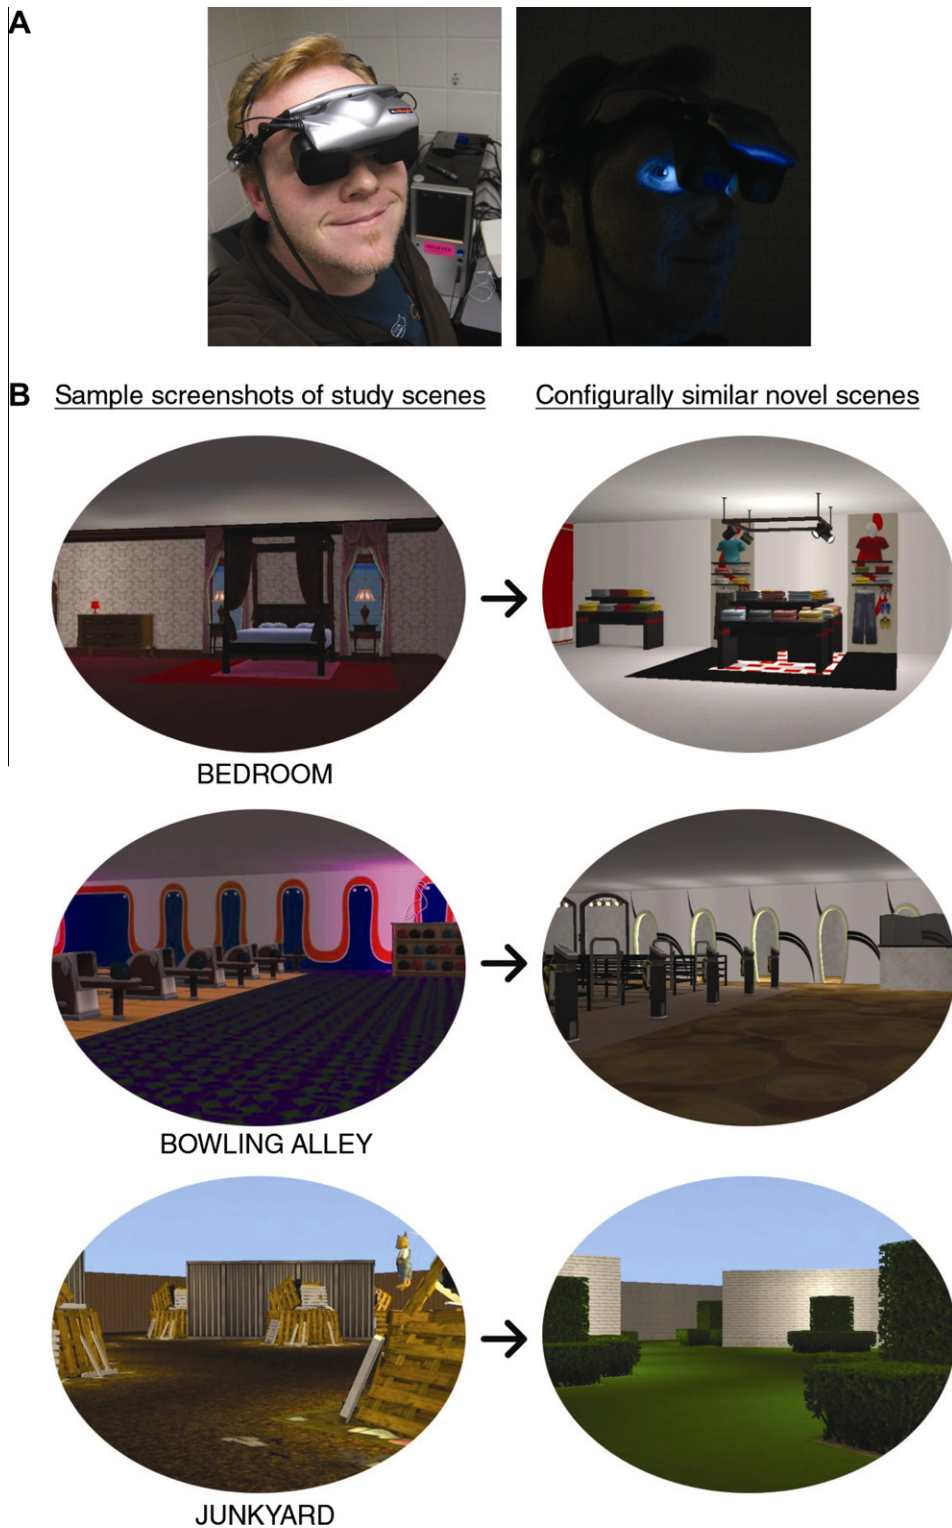 A
B
Sample screenshots of study scenes
Configurally similar novel scenes
BEDROOM
BOWLING ALLEY
JUNKYARD